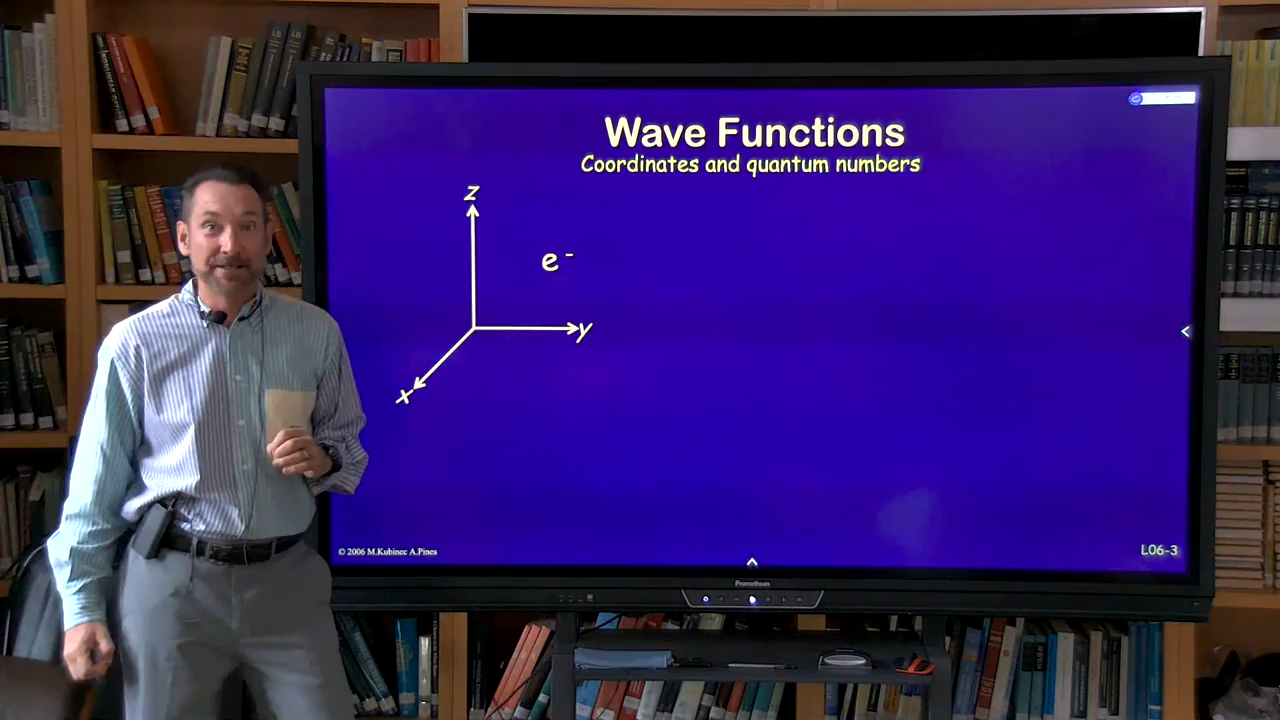 Wave Functions
Coordinates and quantum numbers
z
e -
y
x
© 2006 M.Kubinec A.Pines
L06-3
Promethean